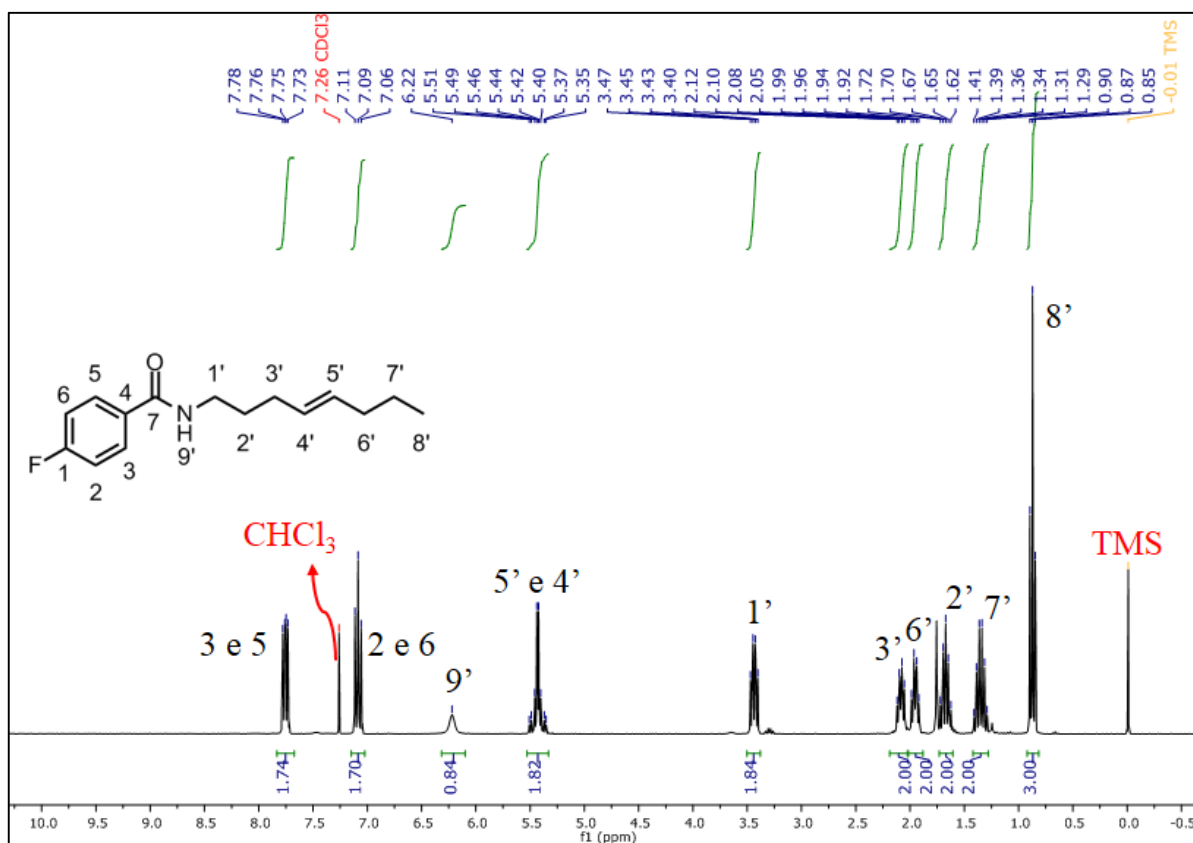 7.78 7.76 7.75 7.73 7.26 CDCl3 7.11 7.09 7.06 6.22 5.51 5.49 5.46 5.44 5.42 5.40 5.37 5.35 3.47 3.45 3.43 3.40 2.12 2.10 2.08 2.05 1.99 1.96 1.94 1.92 1.72 1.70 1.67 1.65 1.62 1.41 1.39 1.36 1.34 1.31 1.29 0.90 0.87 0.85 -0.01 TMS
8’
O
5 1' 3' 5' 7'
6 4
7 N
H
9' 2' 4' 6' 8'
F 1 3
2
CHCl3
TMS
5’ e 4’
1’
2’
7’
3 e 5
2 e 6
9’
3’
6’
1.74 1.70 0.84 1.82 1.84 2.00 2.00 2.00 2.00 3.00
10.0 9.5 9.0 8.5 8.0 7.5 7.0 6.5 6.0 5.5 5.0 4.5 4.0 3.5 3.0 2.5 2.0 1.5 1.0 0.5 0.0 -0.5
f1 (ppm)